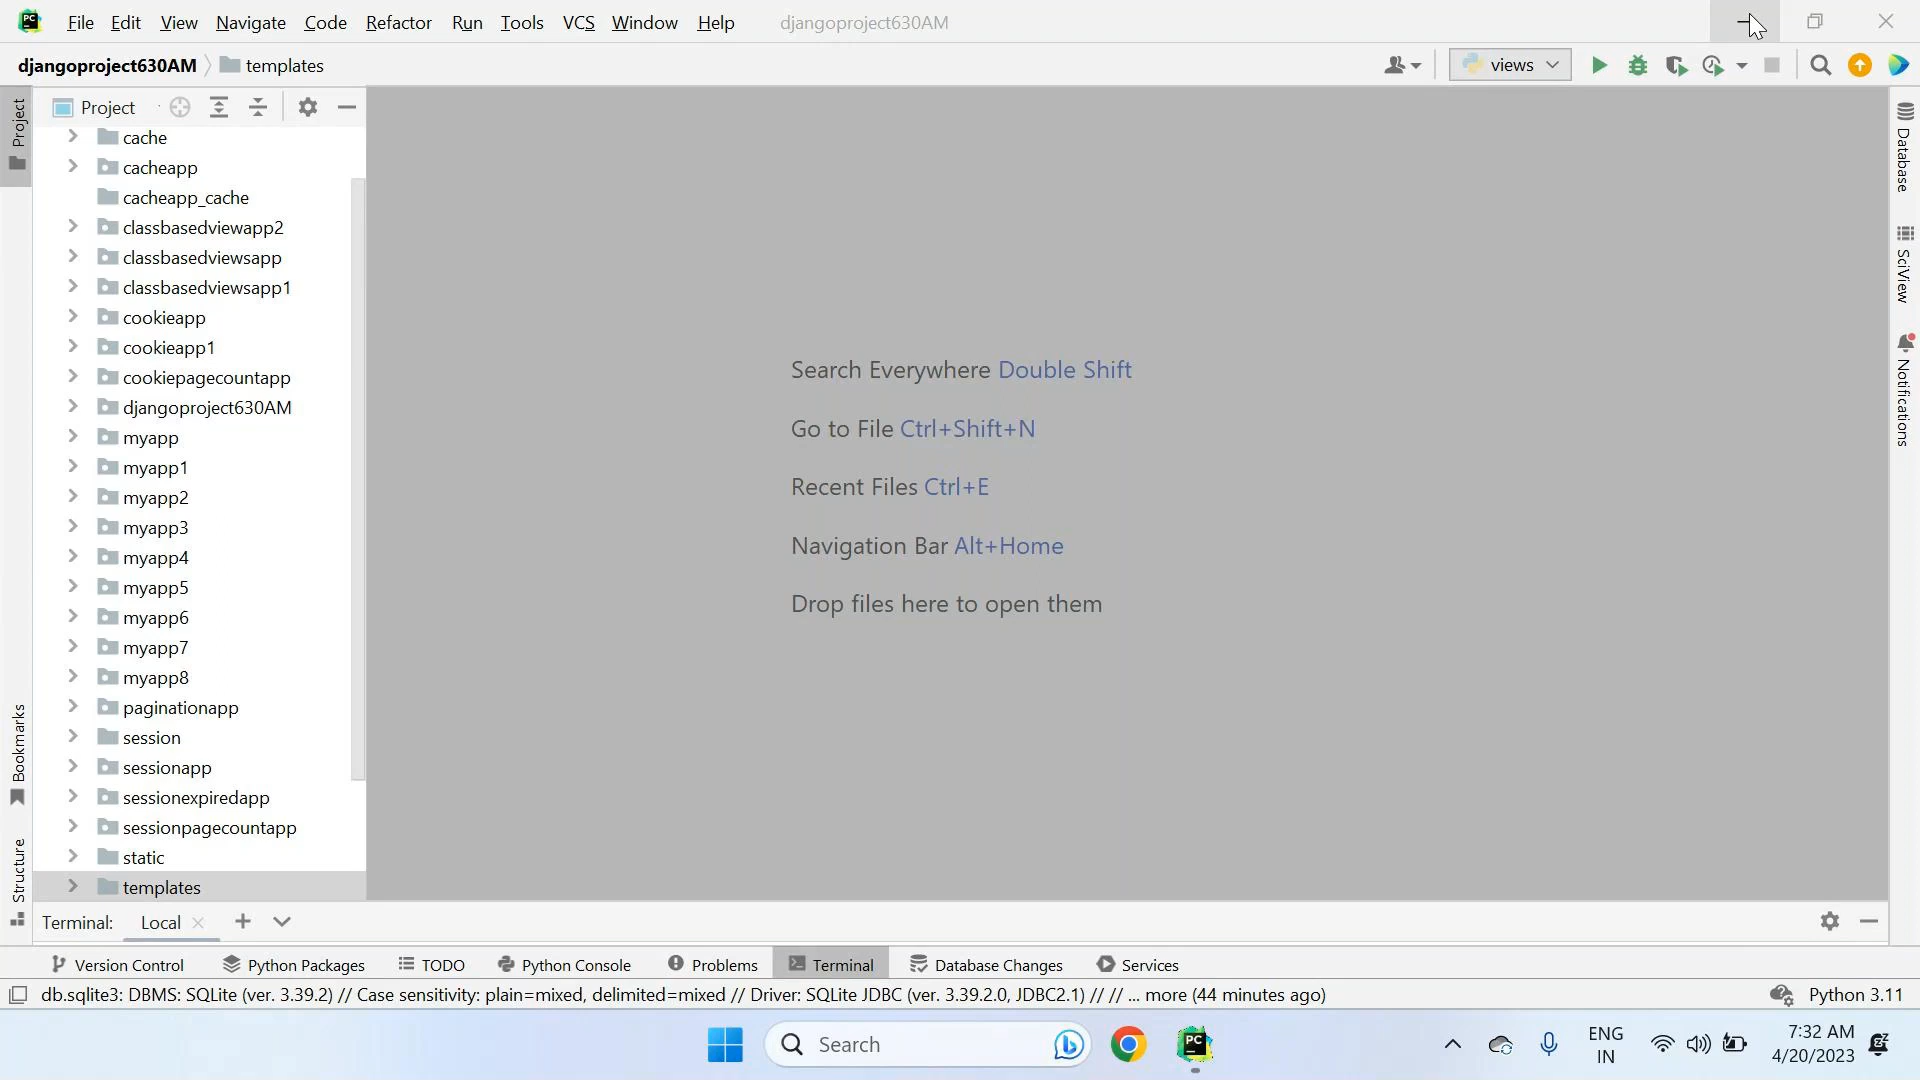 File Edit View Navigate Code Refactor Run Tools VCS Window Help djangoproject630AM
djangoproject630AM templates views
Project
Project
cache
cacheapp
cacheapp_cache
classbasedviewapp2
classbasedviewsapp
classbasedviewsapp1
cookieapp
cookieapp1
cookiepagecountapp
djangoproject630AM
myapp
myapp1
myapp2
myapp3
myapp4
myapp5
myapp6
myapp7
myapp8
paginationapp
session
sessionapp
sessionexpiredapp
sessionpagecountapp
static
templates
Bookmarks
Structure
Search Everywhere Double Shift
Go to File Ctrl+Shift+N
Recent Files Ctrl+E
Navigation Bar Alt+Home
Drop files here to open them
Database
SciView
Notifications
Terminal: Local
Version Control Python Packages TODO Python Console Problems Terminal Database Changes Services
db.sqlite3: DBMS: SQLite (ver. 3.39.2) // Case sensitivity: plain=mixed, delimited=mixed // Driver: SQLite JDBC (ver. 3.39.2.0, JDBC2.1) // // ... more (44 minutes ago) Python 3.11
Search
PC
ENG
IN
7:32 AM
4/20/2023